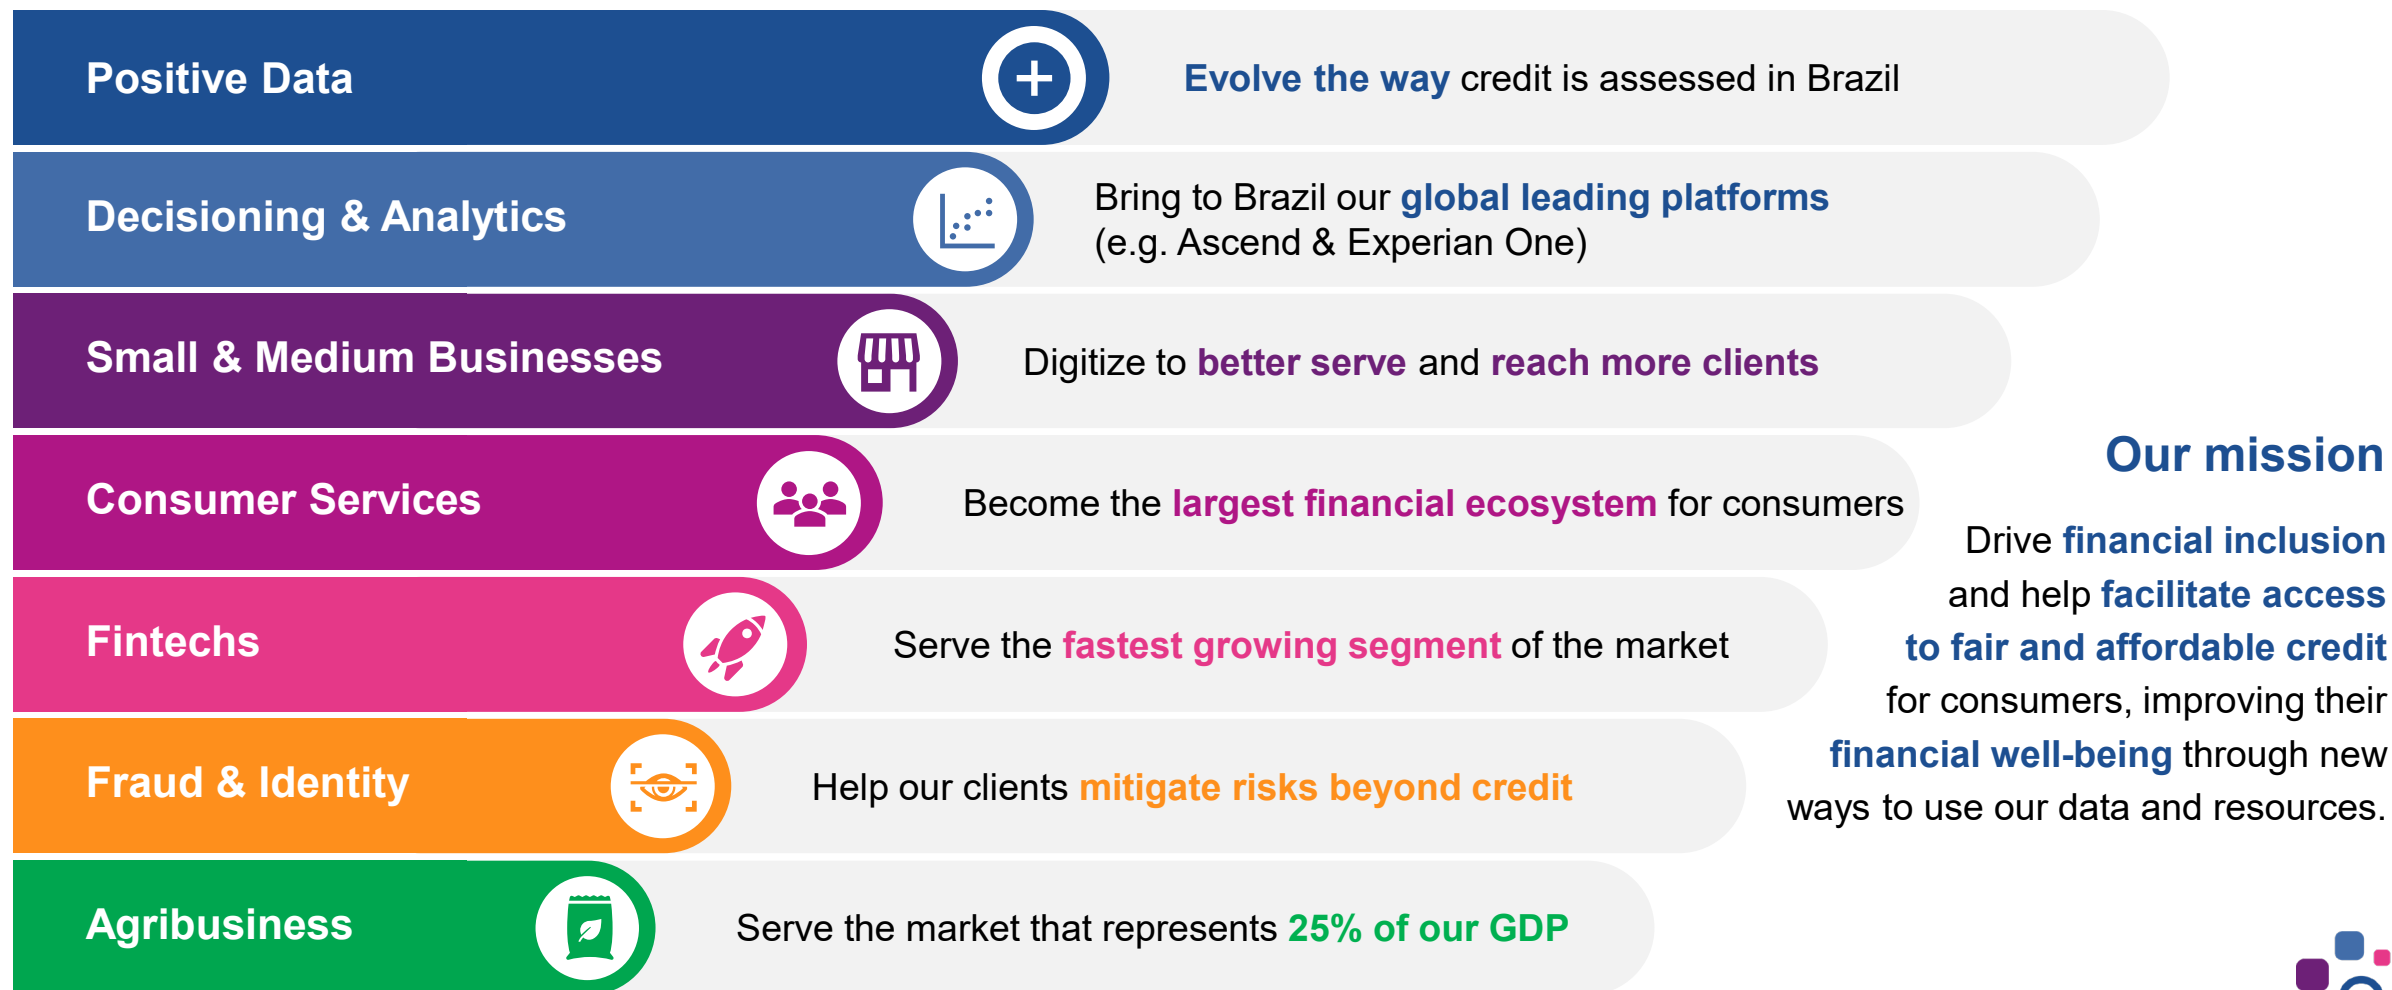 Positive Data
Evolve the way credit is assessed in Brazil
Decisioning & Analytics
Bring to Brazil our global leading platforms
(e.g. Ascend & Experian One)
Small & Medium Businesses
Digitize to better serve and reach more clients
Consumer Services
Become the largest financial ecosystem for consumers
Fintechs
Serve the fastest growing segment of the market
Fraud & Identity
Help our clients mitigate risks beyond credit
Agribusiness
Serve the market that represents 25% of our GDP
Our mission
Drive financial inclusion
and help facilitate access
to fair and affordable credit
for consumers, improving their
financial well-being through new
ways to use our data and resources.